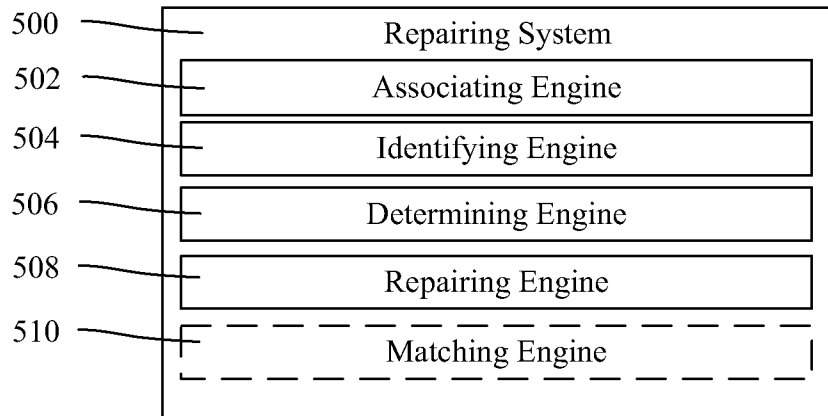 500 Repairing System
502 Associating Engine
504 Identifying Engine
506 Determining Engine
508 Repairing Engine
510 Matching Engine